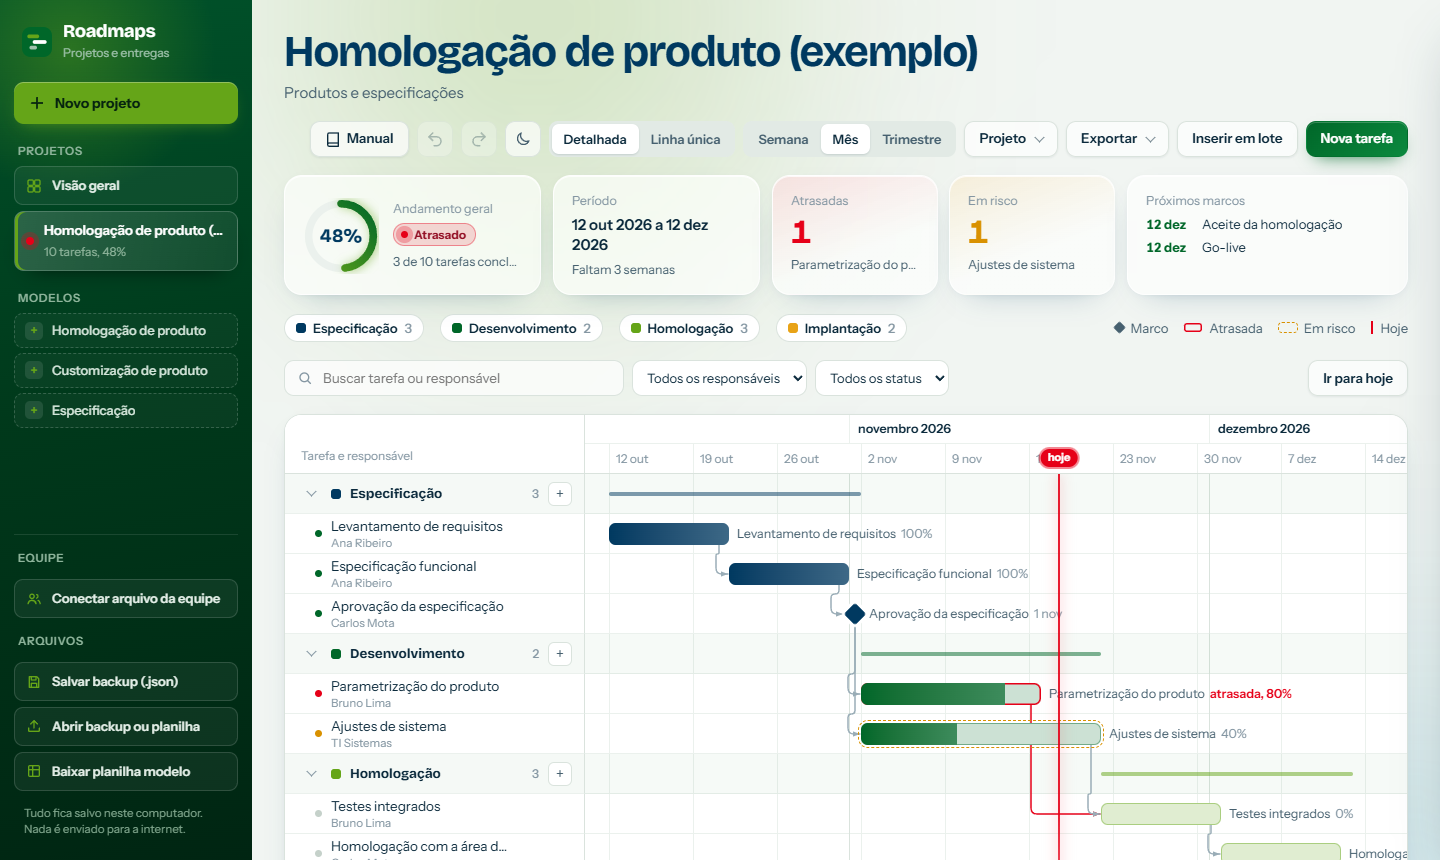 Roadmaps
Projetos e entregas
Novo projeto
PROJETOS
Visão geral
Homologação de produto (...
10 tarefas, 48%
MODELOS
Homologação de produto
Customização de produto
Especificação
EQUIPE
Conectar arquivo da equipe
ARQUIVOS
Salvar backup (.json)
Abrir backup ou planilha
Baixar planilha modelo
Tudo fica salvo neste computador.
Nada é enviado para a internet.
Homologação de produto (exemplo)
Produtos e especificações
Manual
Detalhada Linha única
Semana Mês Trimestre
Projeto
Exportar
Inserir em lote
Nova tarefa
48%
Andamento geral
Atrasado
3 de 10 tarefas concl...
Período
12 out 2026 a 12 dez
2026
Faltam 3 semanas
Atrasadas
1
Parametrização do p...
Em risco
1
Ajustes de sistema
Próximos marcos
12 dez Aceite da homologação
12 dez Go-live
Especificação 3
Desenvolvimento 2
Homologação 3
Implantação 2
Marco Atrasada Em risco Hoje
Buscar tarefa ou responsável
Todos os responsáveis
Todos os status
Ir para hoje
novembro 2026 dezembro 2026
Tarefa e responsável
12 out 19 out 26 out 2 nov 9 nov hoje 23 nov 30 nov 7 dez 14 dez
Especificação 3 +
Levantamento de requisitos
Ana Ribeiro
Levantamento de requisitos 100%
Especificação funcional
Ana Ribeiro
Especificação funcional 100%
Aprovação da especificação
Carlos Mota
Aprovação da especificação 1 nov
Desenvolvimento 2 +
Parametrização do produto
Bruno Lima
Parametrização do produto atrasada, 80%
Ajustes de sistema
TI Sistemas
Ajustes de sistema 40%
Homologação 3 +
Testes integrados
Bruno Lima
Testes integrados 0%
Homologação com a área d...
Homologa